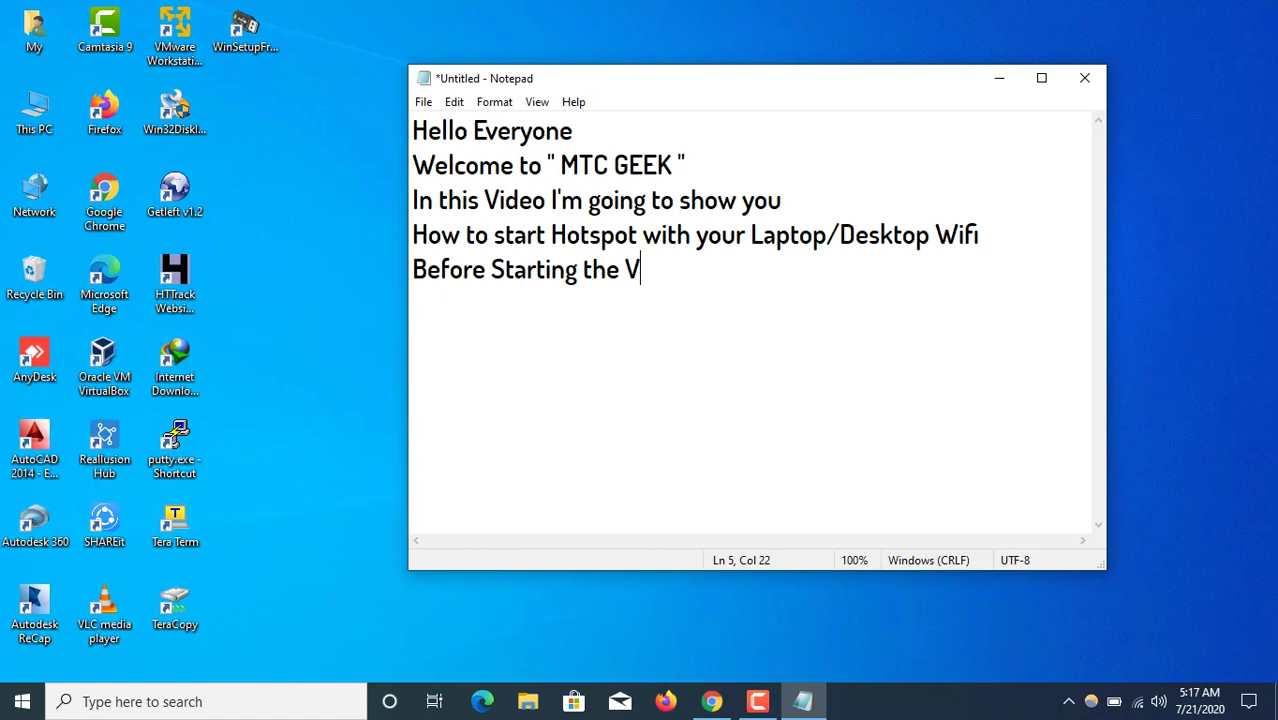 My
Camtasia 9
VMware
Workstati...
WinSetupFr...
This PC
Firefox
Win32DiskI...
Network
Google
Chrome
Getleft v1.2
Recycle Bin
Microsoft
Edge
HTTrack
Websi...
AnyDesk
Oracle VM
VirtualBox
Internet
Downlo...
AutoCAD
2014 - E...
Reallusion
Hub
putty.exe -
Shortcut
Autodesk 360
SHAREit
Tera Term
Autodesk
ReCap
VLC media
player
TeraCopy
*Untitled - Notepad
File Edit Format View Help
Hello Everyone
Welcome to " MTC GEEK "
In this Video I'm going to show you
How to start Hotspot with your Laptop/Desktop Wifi
Before Starting the V
Ln 5, Col 22 100% Windows (CRLF) UTF-8
Type here to search
5:17 AM
7/21/2020